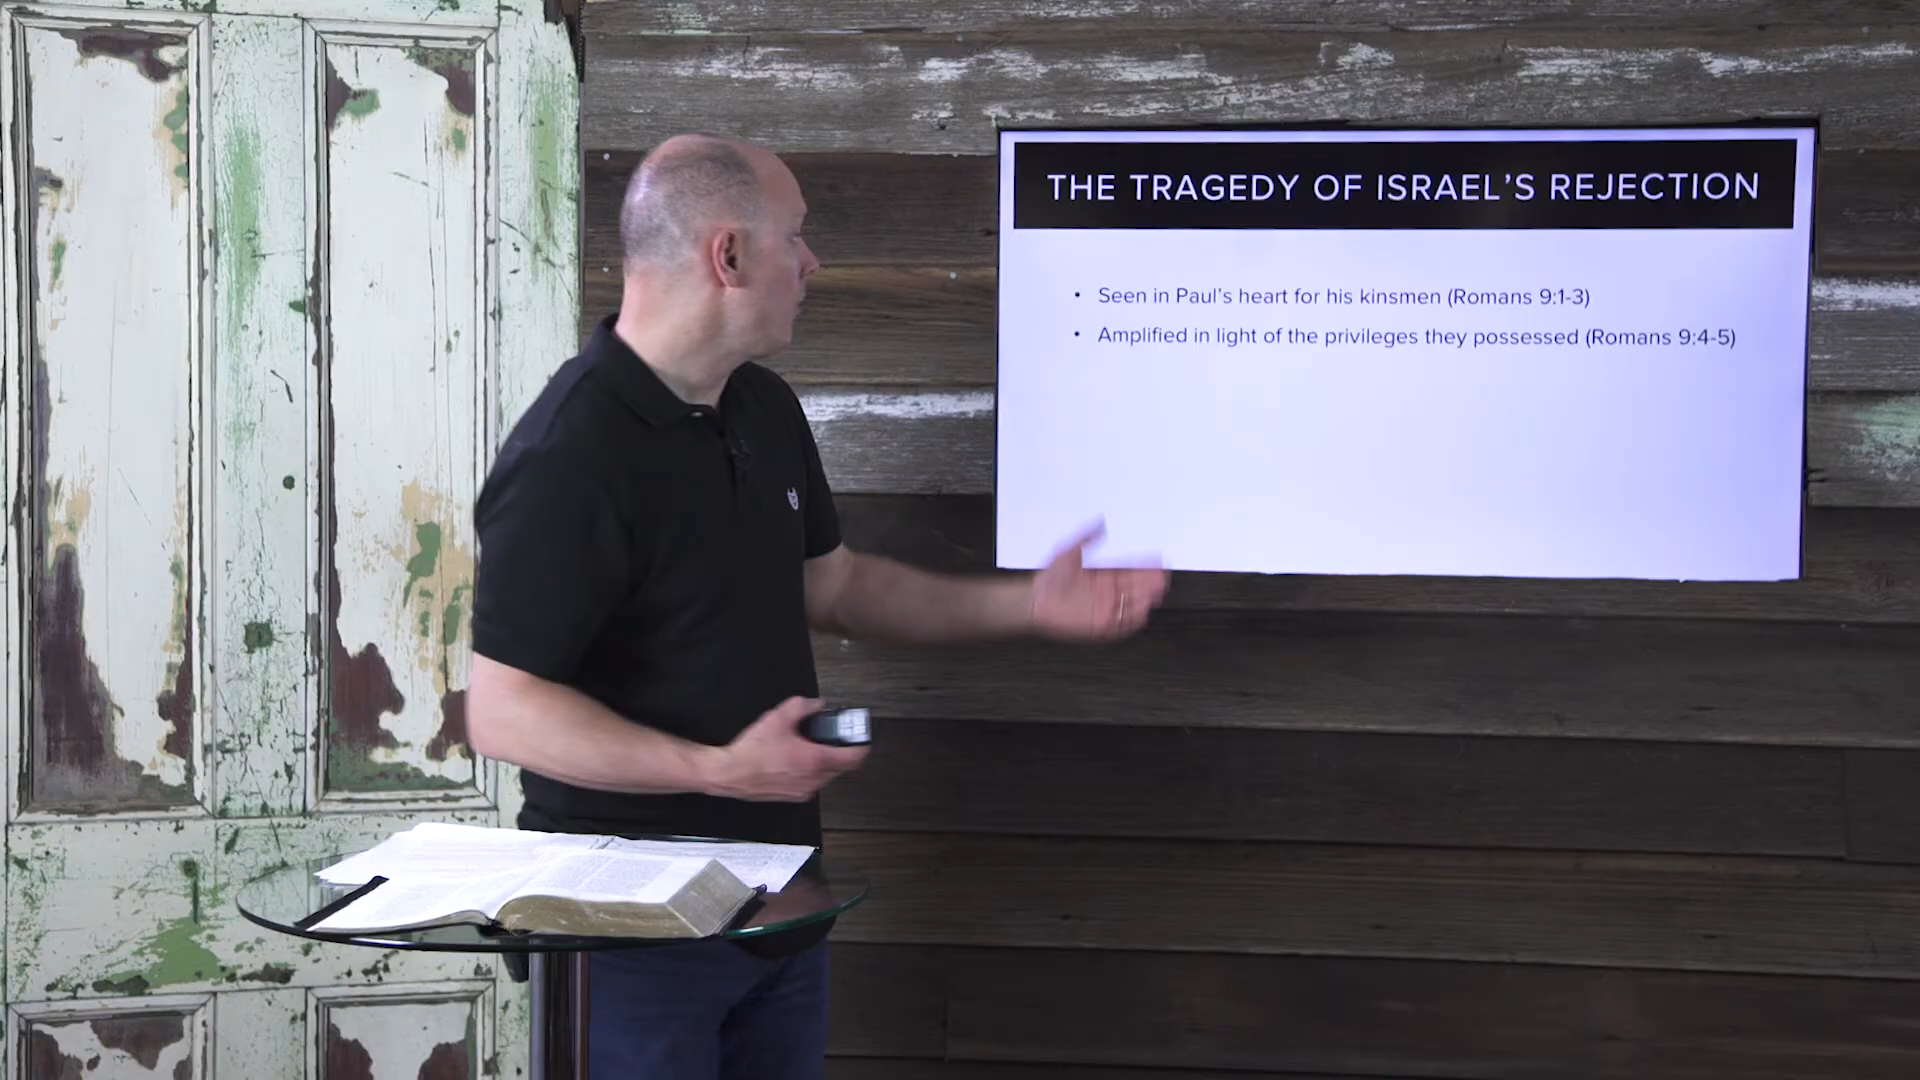 THE TRAGEDY OF ISRAEL'S REJECTION
• Seen in Paul's heart for his kinsmen (Romans 9:1-3)
• Amplified in light of the privileges they possessed (Romans 9:4-5)